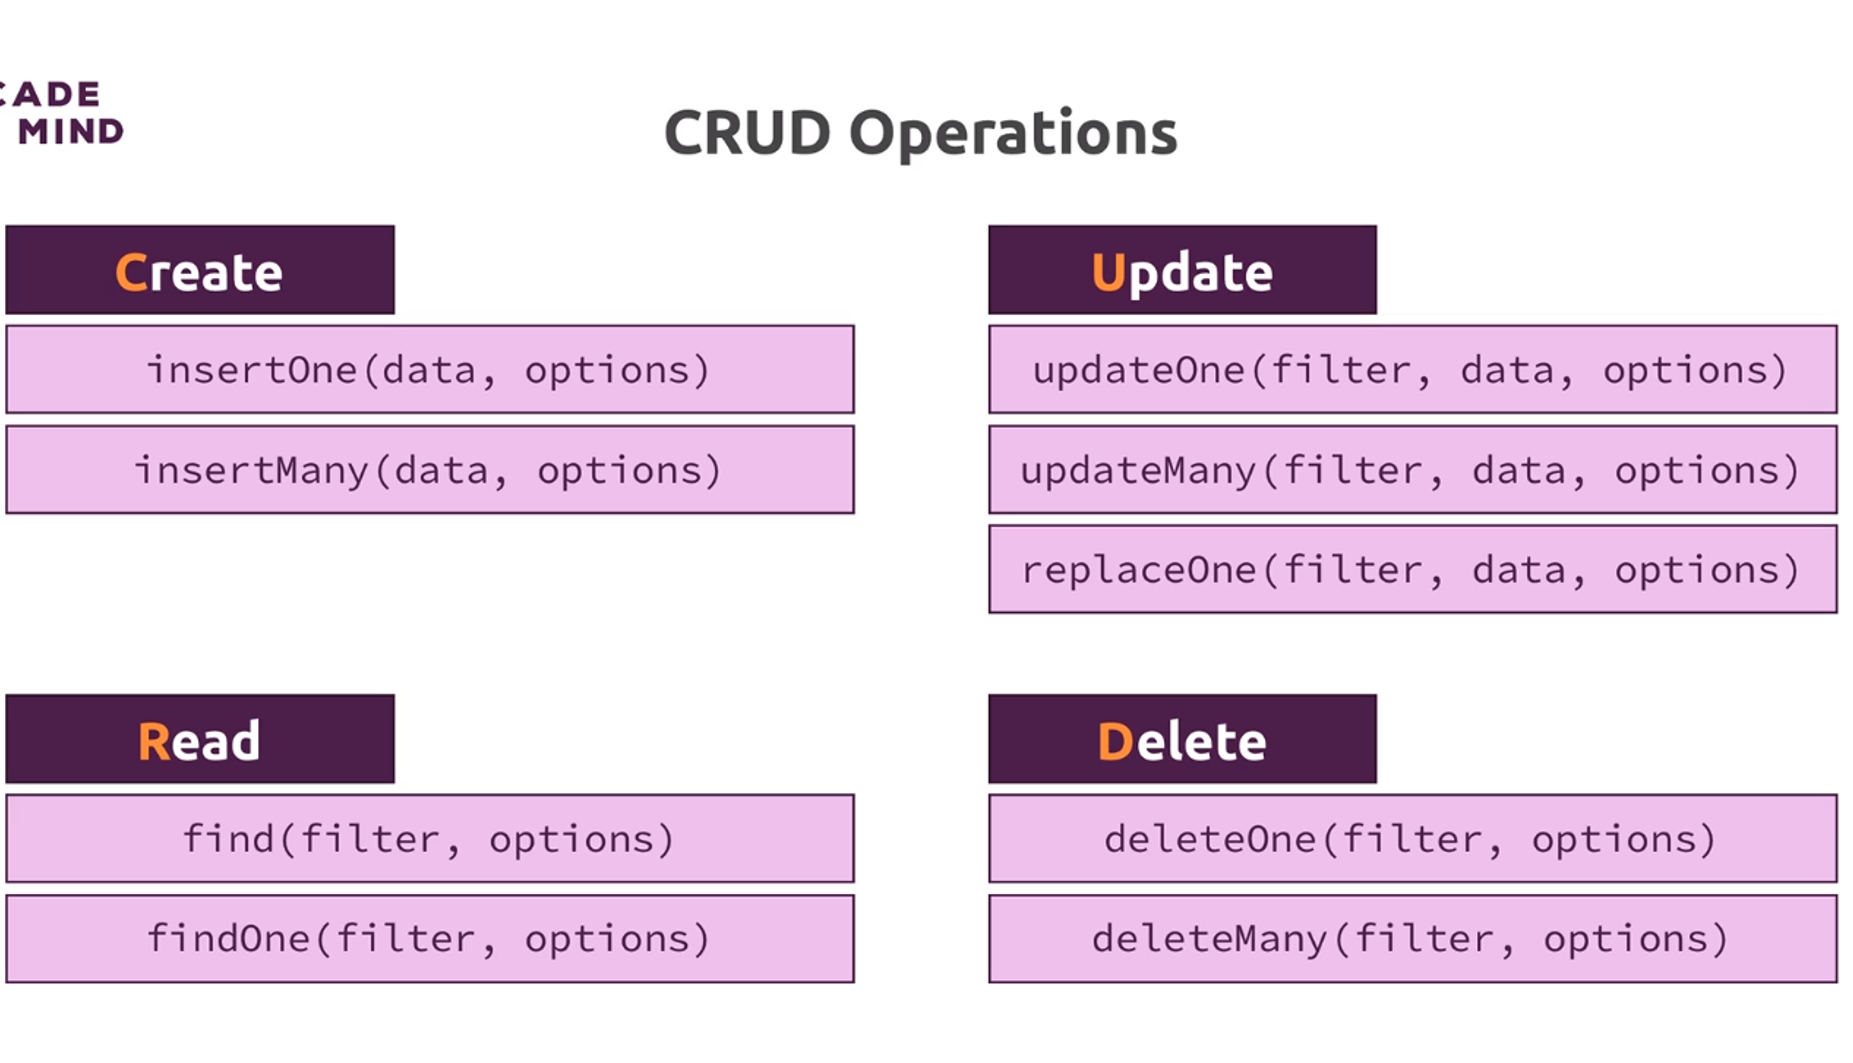 CADE
MIND
CRUD Operations
Create
insertOne(data, options)
insertMany(data, options)
Update
updateOne(filter, data, options)
updateMany(filter, data, options)
replaceOne(filter, data, options)
Read
find(filter, options)
findOne(filter, options)
Delete
deleteOne(filter, options)
deleteMany(filter, options)